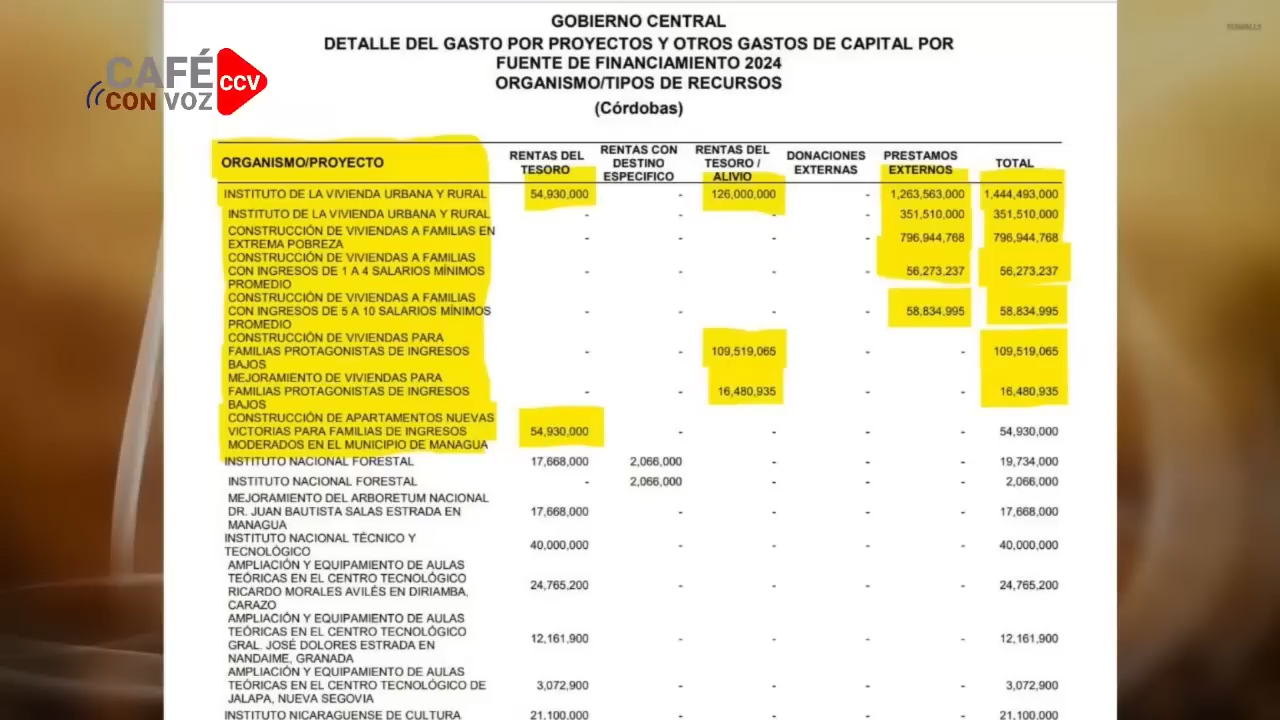 GOBIERNO CENTRAL
DETALLE DEL GASTO POR PROYECTOS Y OTROS GASTOS DE CAPITAL POR
FUENTE DE FINANCIAMIENTO 2024
ORGANISMO/TIPOS DE RECURSOS
(Córdobas)
CAFÉ
CON VOZ
CCV
ORGANISMO/PROYECTO
RENTAS DEL
TESORO
RENTAS CON
DESTINO
ESPECIFICO
RENTAS DEL
TESORO /
ALIVIO
DONACIONES
EXTERNAS
PRESTAMOS
EXTERNOS
TOTAL
INSTITUTO DE LA VIVIENDA URBANA Y RURAL 54,930,000 - 126,000,000 - 1,263,563,000 1,444,493,000
INSTITUTO DE LA VIVIENDA URBANA Y RURAL - - - - 351,510,000 351,510,000
CONSTRUCCIÓN DE VIVIENDAS A FAMILIAS EN
EXTREMA POBREZA - - - - 796,944,768 796,944,768
CONSTRUCCIÓN DE VIVIENDAS A FAMILIAS
CON INGRESOS DE 1 A 4 SALARIOS MÍNIMOS - - - - 56,273,237 56,273,237
PROMEDIO
CONSTRUCCIÓN DE VIVIENDAS A FAMILIAS
CON INGRESOS DE 5 A 10 SALARIOS MÍNIMOS - - - - 58,834,995 58,834,995
PROMEDIO
CONSTRUCCIÓN DE VIVIENDAS PARA
FAMILIAS PROTAGONISTAS DE INGRESOS - - 109,519,065 - - 109,519,065
BAJOS
MEJORAMIENTO DE VIVIENDAS PARA
FAMILIAS PROTAGONISTAS DE INGRESOS - - 16,480,935 - - 16,480,935
BAJOS
CONSTRUCCIÓN DE APARTAMENTOS NUEVAS
VICTORIAS PARA FAMILIAS DE INGRESOS 54,930,000 - - - - 54,930,000
MODERADOS EN EL MUNICIPIO DE MANAGUA
INSTITUTO NACIONAL FORESTAL 17,668,000 2,066,000 - - - 19,734,000
INSTITUTO NACIONAL FORESTAL - 2,066,000 - - - 2,066,000
MEJORAMIENTO DEL ARBORETUM NACIONAL
DR. JUAN BAUTISTA SALAS ESTRADA EN 17,668,000 - - - - 17,668,000
MANAGUA
INSTITUTO NACIONAL TÉCNICO Y
TECNOLÓGICO 40,000,000 - - - - 40,000,000
AMPLIACIÓN Y EQUIPAMIENTO DE AULAS
TEÓRICAS EN EL CENTRO TECNOLÓGICO
RICARDO MORALES AVILÉS EN DIRIAMBA, 24,765,200 - - - - 24,765,200
CARAZO
AMPLIACIÓN Y EQUIPAMIENTO DE AULAS
TEÓRICAS EN EL CENTRO TECNOLÓGICO
GRAL. JOSÉ DOLORES ESTRADA EN 12,161,900 - - - - 12,161,900
NANDAIME, GRANADA
AMPLIACIÓN Y EQUIPAMIENTO DE AULAS
TEÓRICAS EN EL CENTRO TECNOLÓGICO DE 3,072,900 - - - - 3,072,900
JALAPA, NUEVA SEGOVIA
INSTITUTO NICARAGUENSE DE CULTURA 21,100,000 - - - - 21,100,000